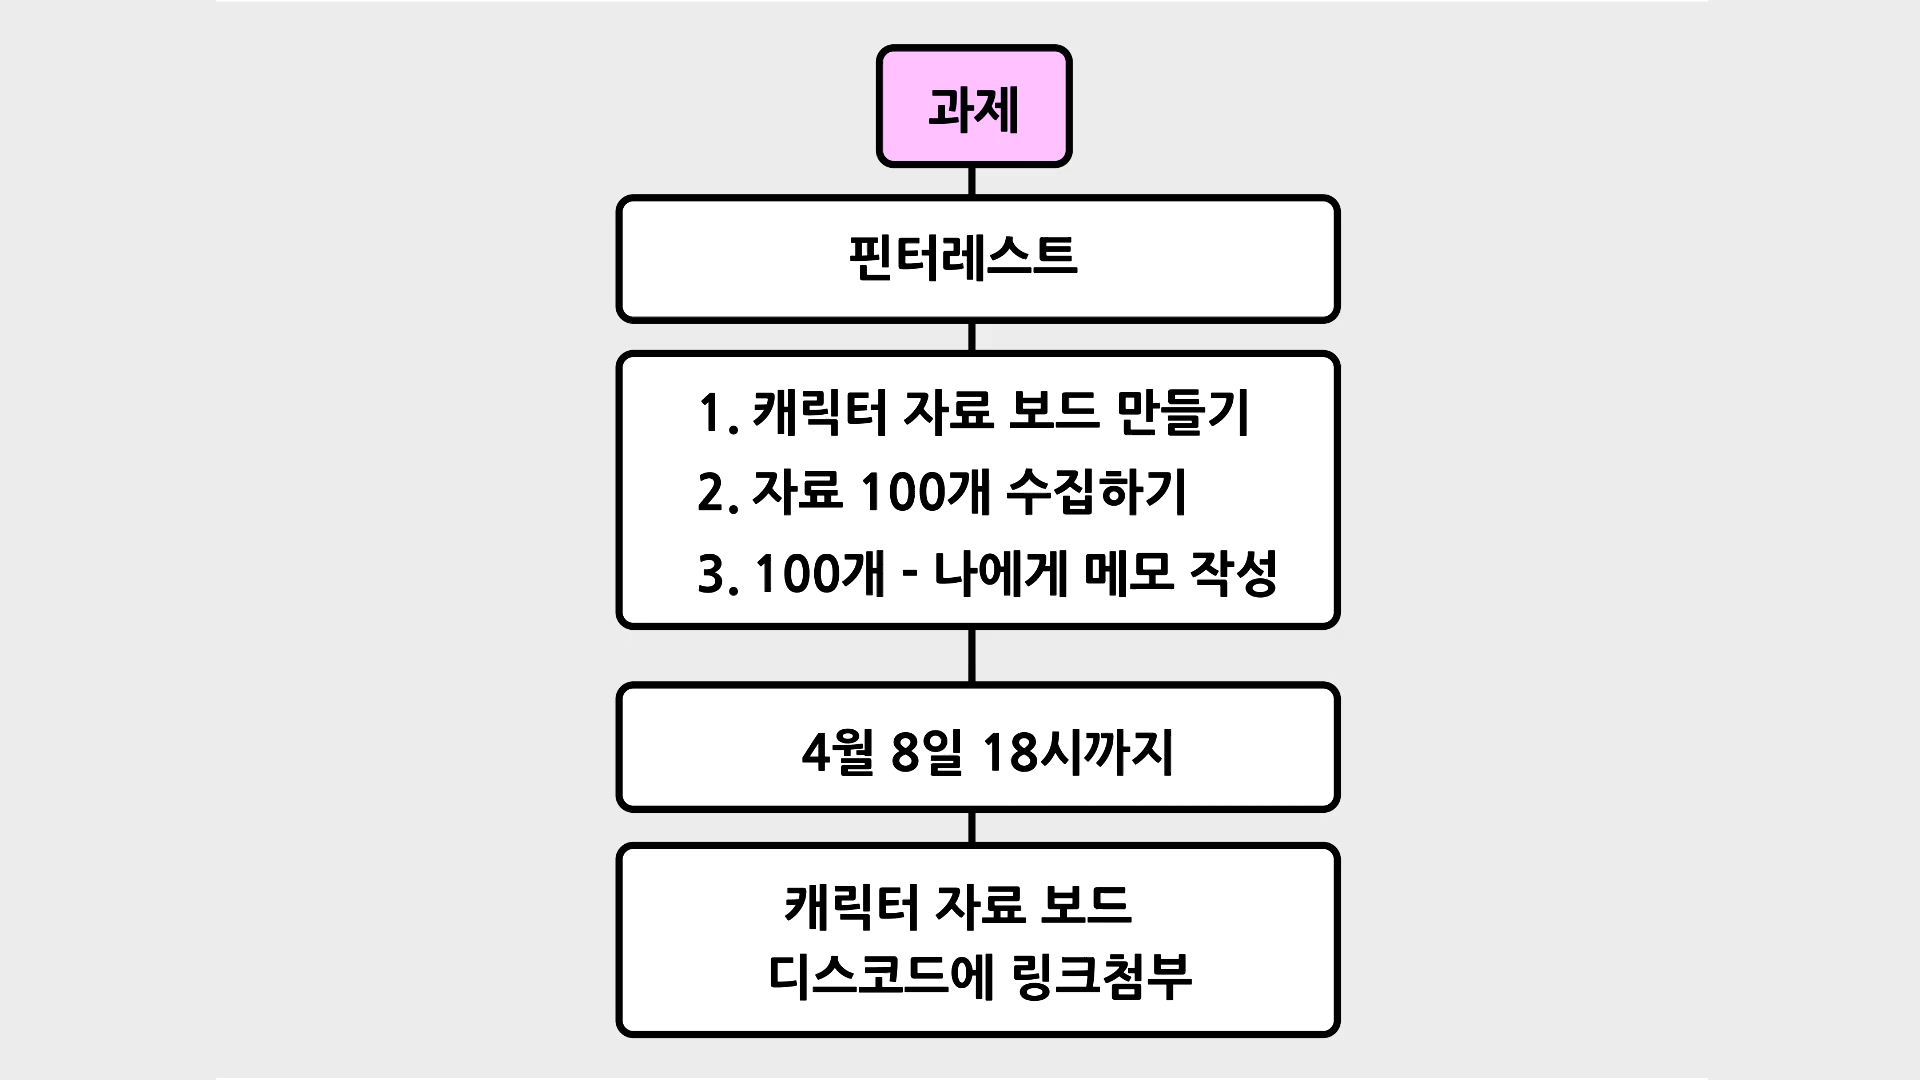 과제
핀터레스트
1. 캐릭터 자료 보드 만들기
2. 자료 100개 수집하기
3. 100개 - 나에게 메모 작성
4월 8일 18시까지
캐릭터 자료 보드
디스코드에 링크첨부